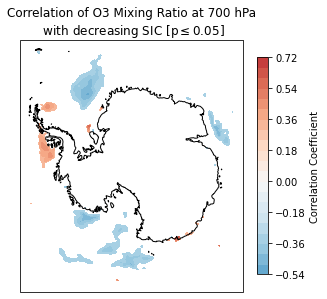 Correlation of O3 Mixing Ratio at 700 hPa
with decreasing SIC [p ≤ 0.05]
0.72
0.54
0.36
0.18
0.00
−0.18
−0.36
−0.54
Correlation Coefficient